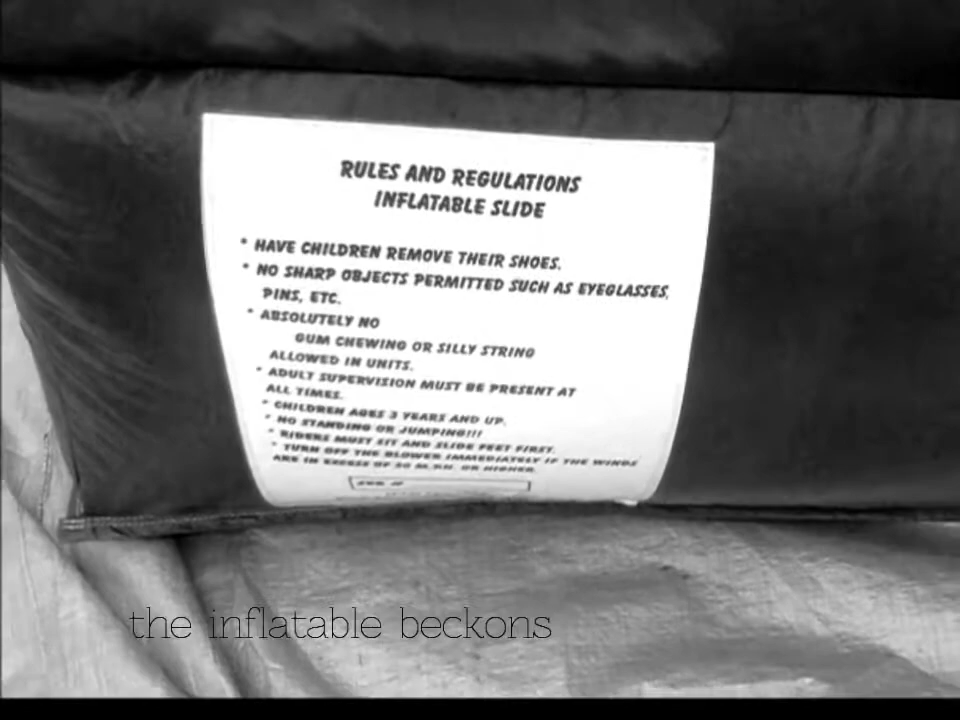 RULES AND REGULATIONS
INFLATABLE SLIDE
* HAVE CHILDREN REMOVE THEIR SHOES.
* NO SHARP OBJECTS PERMITTED SUCH AS EYEGLASSES,
PINS, ETC.
* ABSOLUTELY NO
GUM CHEWING OR SILLY STRING
ALLOWED IN UNITS.
* ADULT SUPERVISION MUST BE PRESENT AT
ALL TIMES.
* CHILDREN AGES 3 YEARS AND UP.
* NO STANDING OR JUMPING!!!
* RIDERS MUST SIT AND SLIDE FEET FIRST.
* TURN OFF THE BLOWER IMMEDIATELY IF THE WINDS
ARE IN EXCESS OF 20 M.P.H. OR HIGHER.
the inflatable beckons